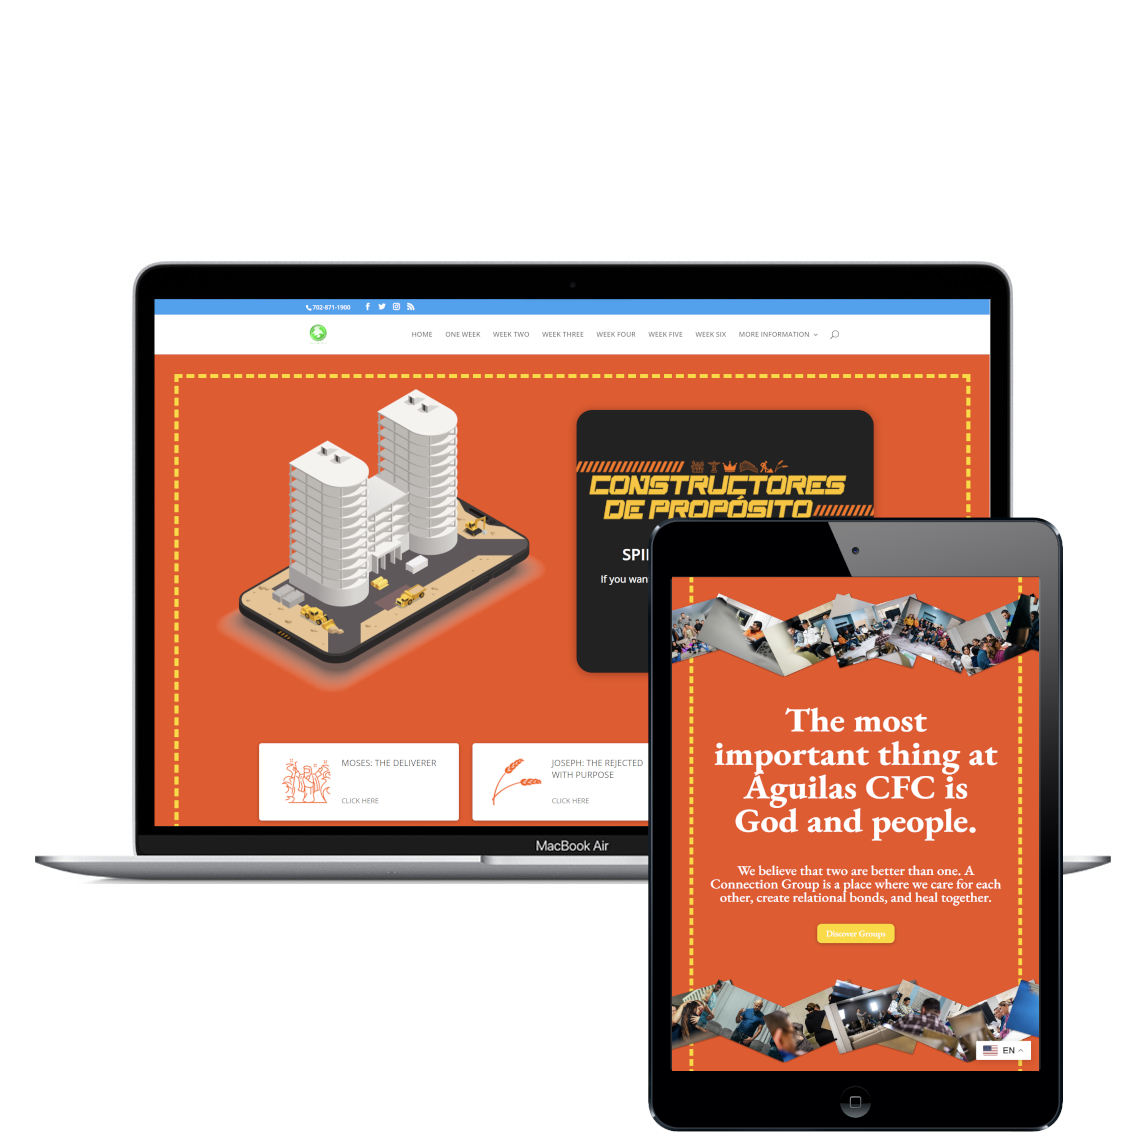 702-871-1900
HOME ONE WEEK WEEK TWO WEEK THREE WEEK FOUR WEEK FIVE WEEK SIX MORE INFORMATION
CONSTRUCTORES
DE PROPÓSITO
SPI
If you wan
MOSES: THE DELIVERER
CLICK HERE
JOSEPH: THE REJECTED
WITH PURPOSE
CLICK HERE
MacBook Air
The most
important thing at
Águilas CFC is
God and people.
We believe that two are better than one. A
Connection Group is a place where we care for each
other, create relational bonds, and heal together.
Discover Groups
EN